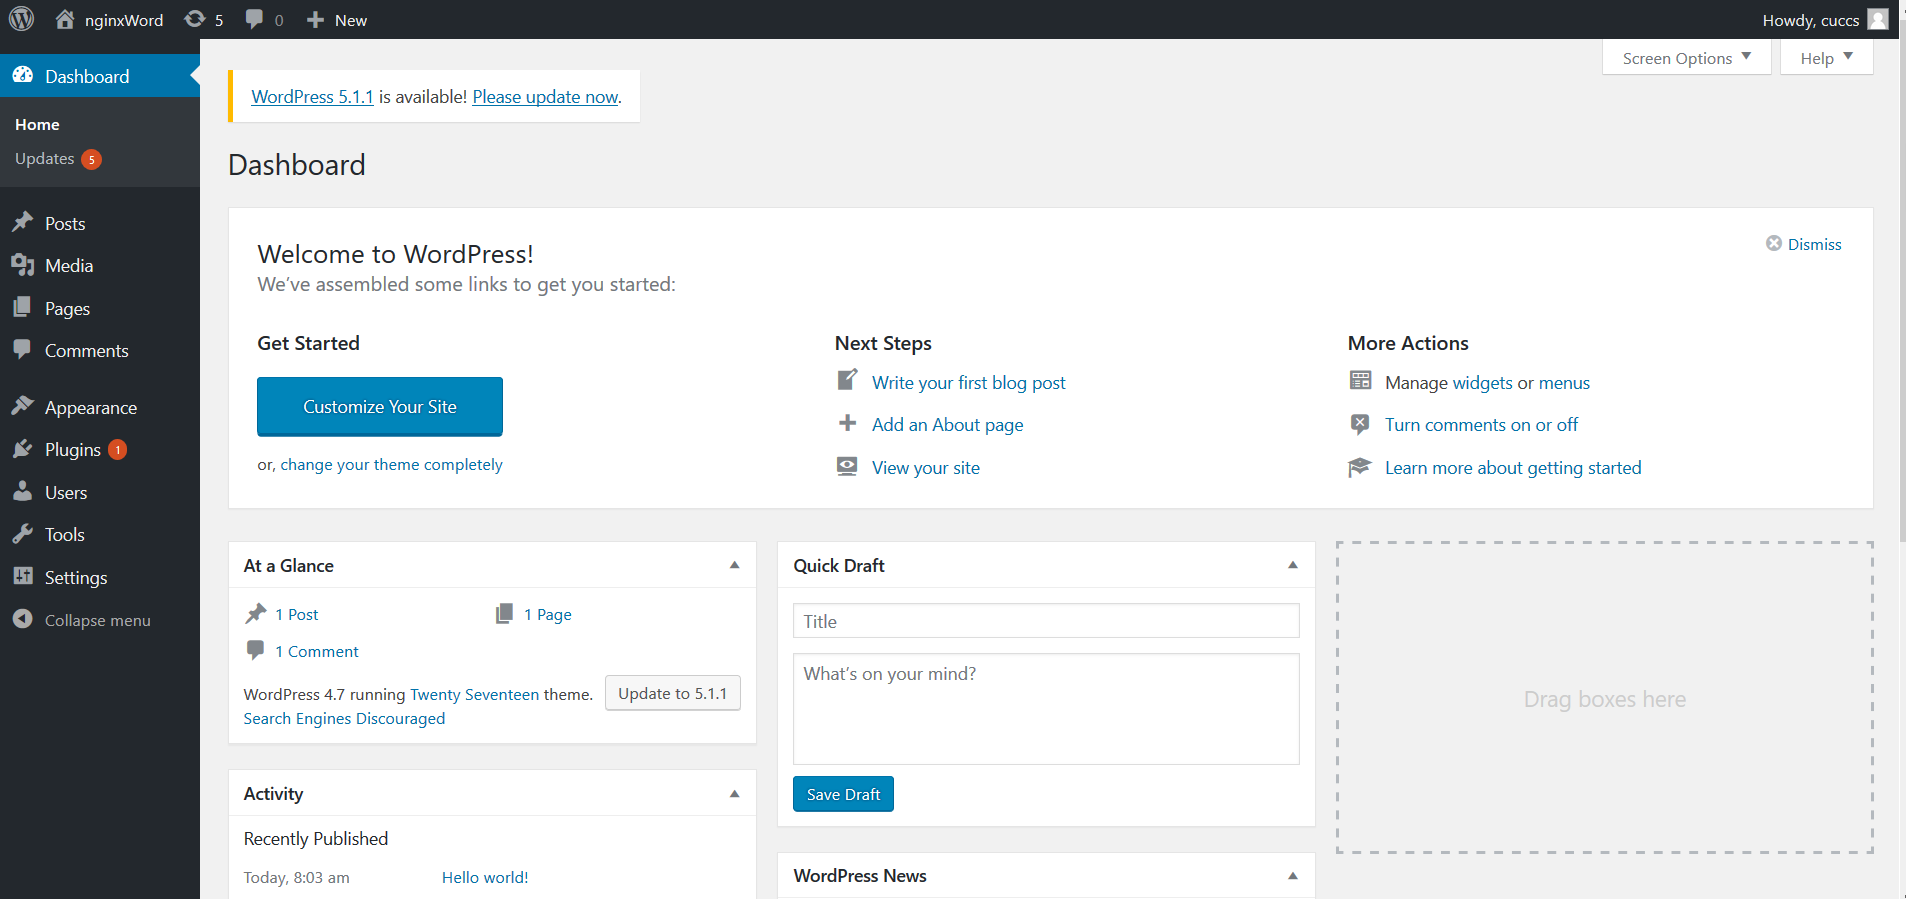 nginxWord 5 0 New Howdy, cuccs
Dashboard
Home
Updates 5
Posts
Media
Pages
Comments
Appearance
Plugins 1
Users
Tools
Settings
Collapse menu
Screen Options Help
WordPress 5.1.1 is available! Please update now.
Dashboard
Welcome to WordPress!
We’ve assembled some links to get you started:
Dismiss
Get Started
Customize Your Site
or, change your theme completely
Next Steps
Write your first blog post
Add an About page
View your site
More Actions
Manage widgets or menus
Turn comments on or off
Learn more about getting started
At a Glance
1 Post 1 Page
1 Comment
WordPress 4.7 running Twenty Seventeen theme. Update to 5.1.1
Search Engines Discouraged
Activity
Recently Published
Today, 8:03 am Hello world!
Quick Draft
Title
What’s on your mind?
Save Draft
WordPress News
Drag boxes here